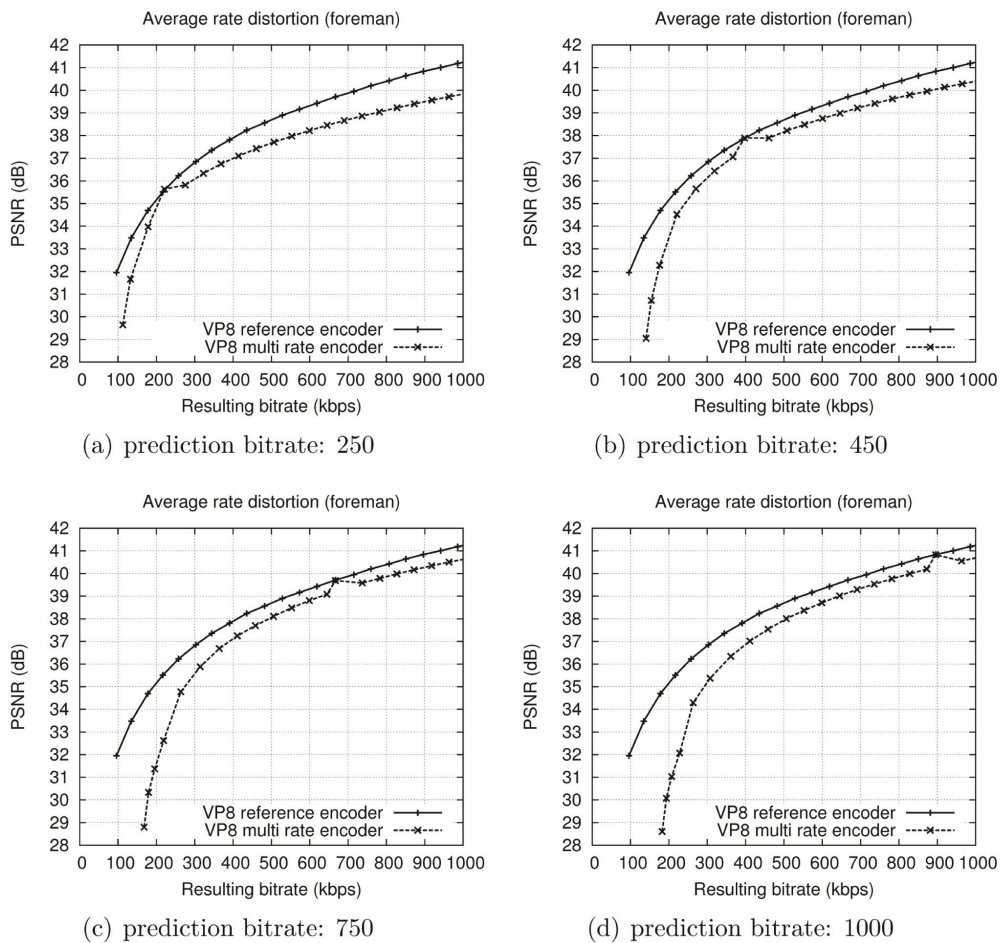 Average rate distortion (foreman)
42
41
40
39
38
37
36
35
34
33
32
31
30
29
28
PSNR (dB)
VP8 reference encoder
VP8 multi rate encoder
0 100 200 300 400 500 600 700 800 900 1000
Resulting bitrate (kbps)
(a) prediction bitrate: 250
Average rate distortion (foreman)
42
41
40
39
38
37
36
35
34
33
32
31
30
29
28
PSNR (dB)
VP8 reference encoder
VP8 multi rate encoder
0 100 200 300 400 500 600 700 800 900 1000
Resulting bitrate (kbps)
(b) prediction bitrate: 450
Average rate distortion (foreman)
42
41
40
39
38
37
36
35
34
33
32
31
30
29
28
PSNR (dB)
VP8 reference encoder
VP8 multi rate encoder
0 100 200 300 400 500 600 700 800 900 1000
Resulting bitrate (kbps)
(c) prediction bitrate: 750
Average rate distortion (foreman)
42
41
40
39
38
37
36
35
34
33
32
31
30
29
28
PSNR (dB)
VP8 reference encoder
VP8 multi rate encoder
0 100 200 300 400 500 600 700 800 900 1000
Resulting bitrate (kbps)
(d) prediction bitrate: 1000